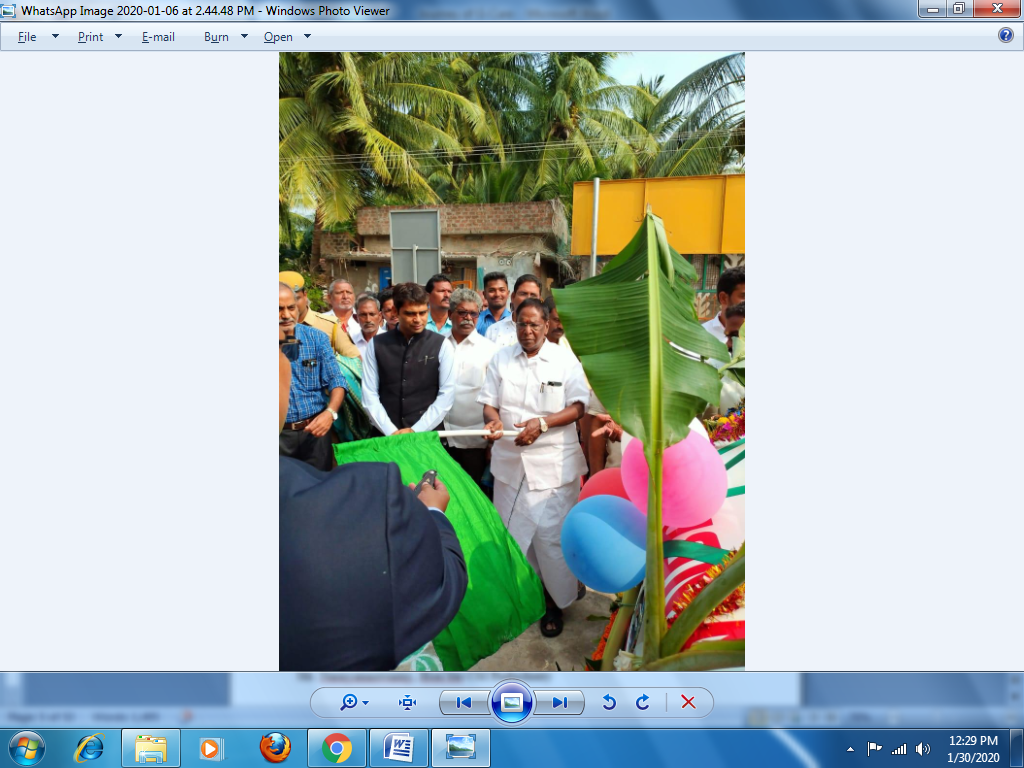 WhatsApp Image 2020-01-06 at 2.44.48 PM - Windows Photo Viewer
File Print E-mail Burn Open
12:29 PM
1/30/2020